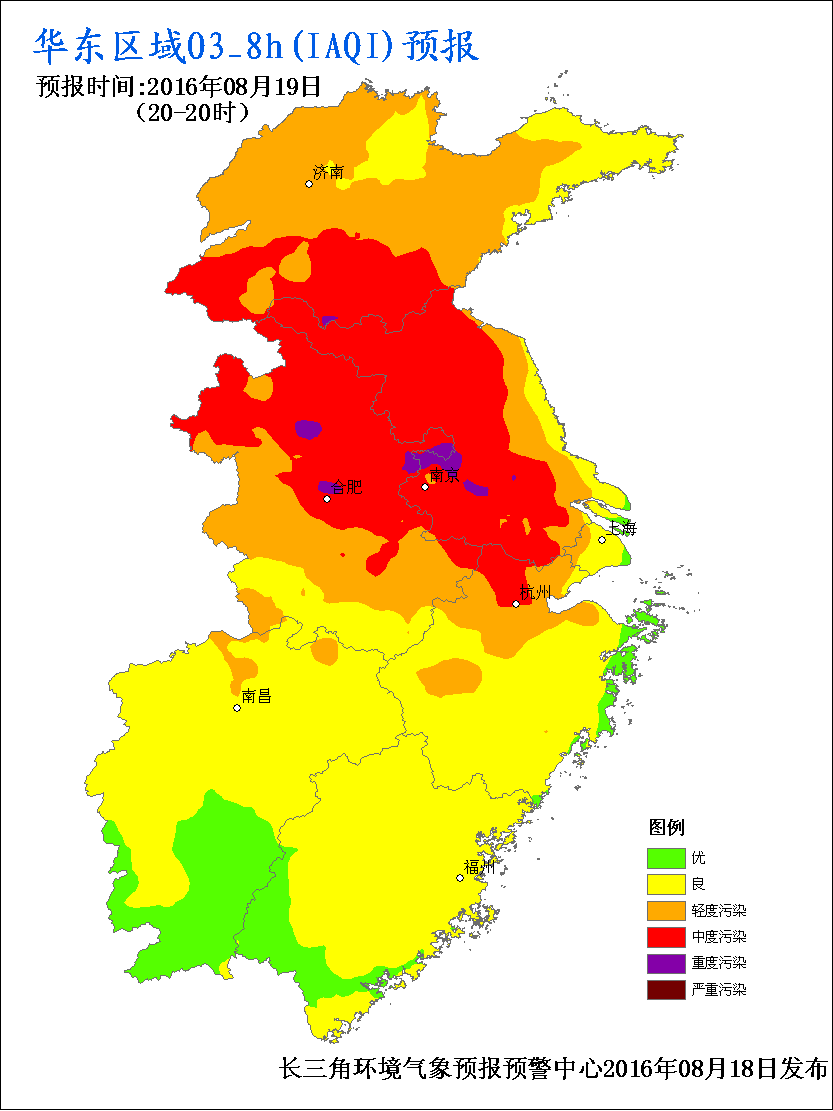 华东区域O3_8h(IAQI)预报
预报时间:2016年08月19日
(20-20时)
济南
南京
合肥
上海
杭州
南昌
福州
图例
优
良
轻度污染
中度污染
重度污染
严重污染
长三角环境气象预报预警中心2016年08月18日发布